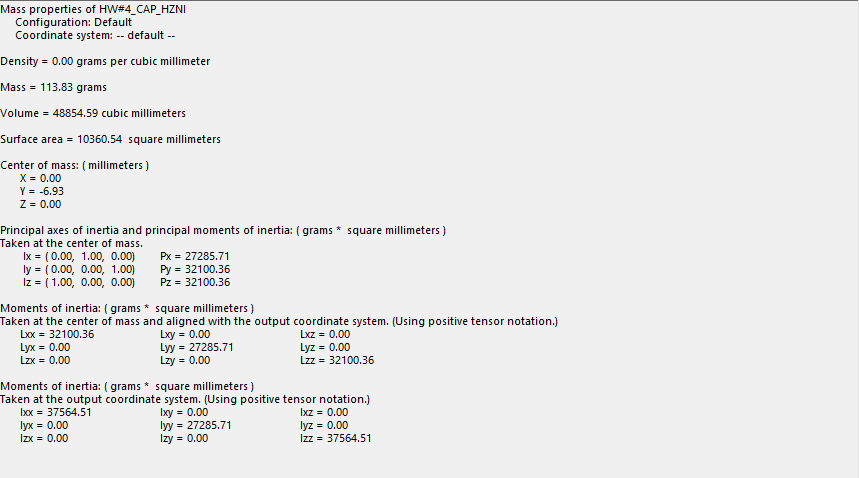 Mass properties of HW#4_CAP_HZNI
Configuration: Default
Coordinate system: -- default --
Density = 0.00 grams per cubic millimeter
Mass = 113.83 grams
Volume = 48854.59 cubic millimeters
Surface area = 10360.54  square millimeters
Center of mass: ( millimeters )
X = 0.00
Y = -6.93
Z = 0.00
Principal axes of inertia and principal moments of inertia: ( grams *  square millimeters )
Taken at the center of mass.
Ix = ( 0.00,  1.00,  0.00)    Px = 27285.71
Iy = ( 0.00,  0.00,  1.00)    Py = 32100.36
Iz = ( 1.00,  0.00,  0.00)    Pz = 32100.36
Moments of inertia: ( grams *  square millimeters )
Taken at the center of mass and aligned with the output coordinate system. (Using positive tensor notation.)
Lxx = 32100.36    Lxy = 0.00    Lxz = 0.00
Lyx = 0.00    Lyy = 27285.71    Lyz = 0.00
Lzx = 0.00    Lzy = 0.00    Lzz = 32100.36
Moments of inertia: ( grams *  square millimeters )
Taken at the output coordinate system. (Using positive tensor notation.)
Ixx = 37564.51    Ixy = 0.00    Ixz = 0.00
Iyx = 0.00    Iyy = 27285.71    Iyz = 0.00
Izx = 0.00    Izy = 0.00    Izz = 37564.51